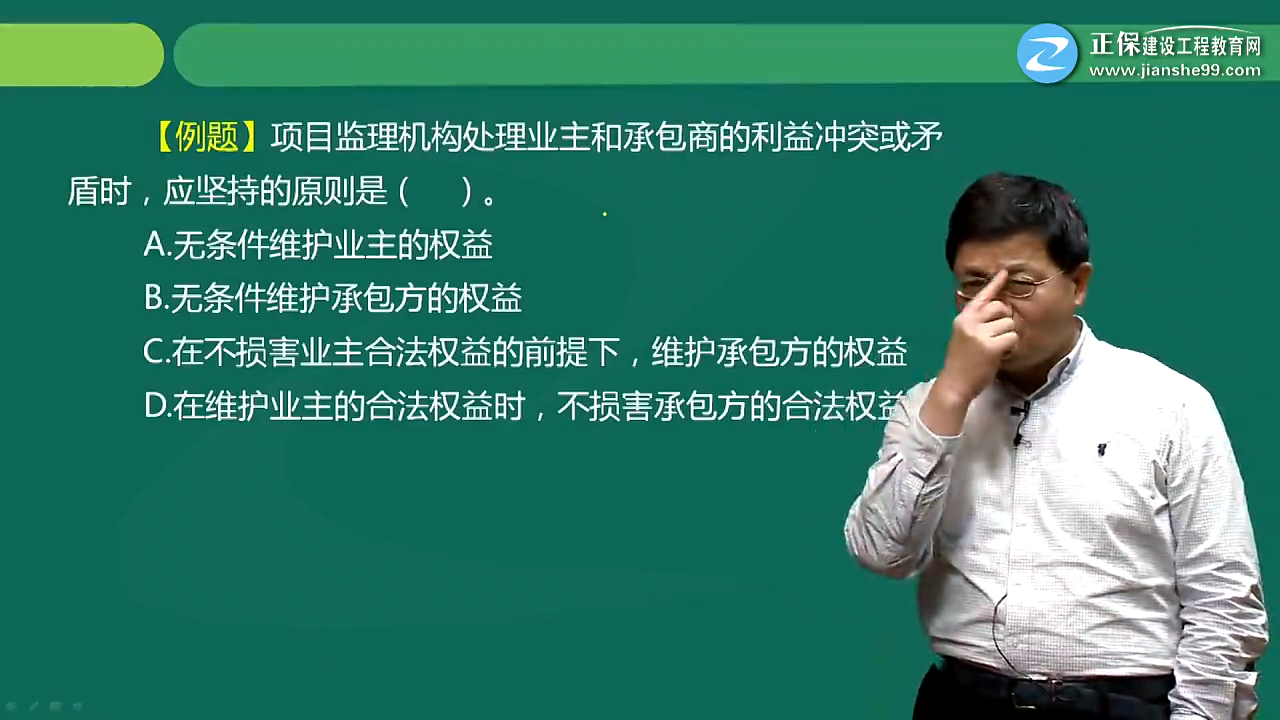 正保建设工程教育网
www.jianshe99.com
【例题】项目监理机构处理业主和承包商的利益冲突或矛
盾时，应坚持的原则是（ ）。
A.无条件维护业主的权益
B.无条件维护承包方的权益
C.在不损害业主合法权益的前提下，维护承包方的权益
D.在维护业主的合法权益时，不损害承包方的合法权益